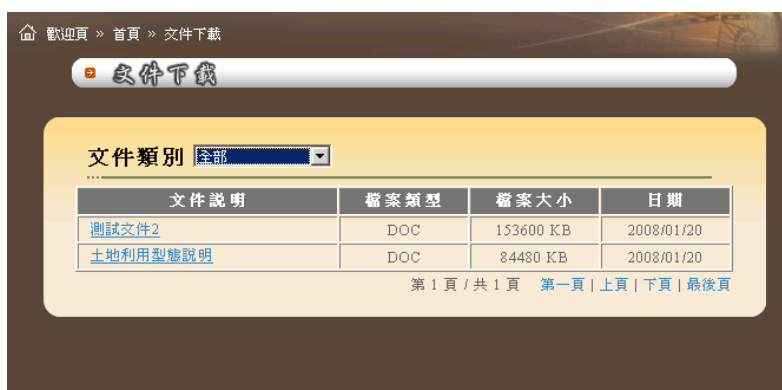 歡迎頁 » 首頁 » 文件下載
文件下載
文件類別 全部
文件說明 檔案類型 檔案大小 日期
測試文件2 DOC 153600 KB 2008/01/20
土地利用型態說明 DOC 84480 KB 2008/01/20
第 1 頁 / 共 1 頁 第一頁 | 上頁 | 下頁 | 最後頁